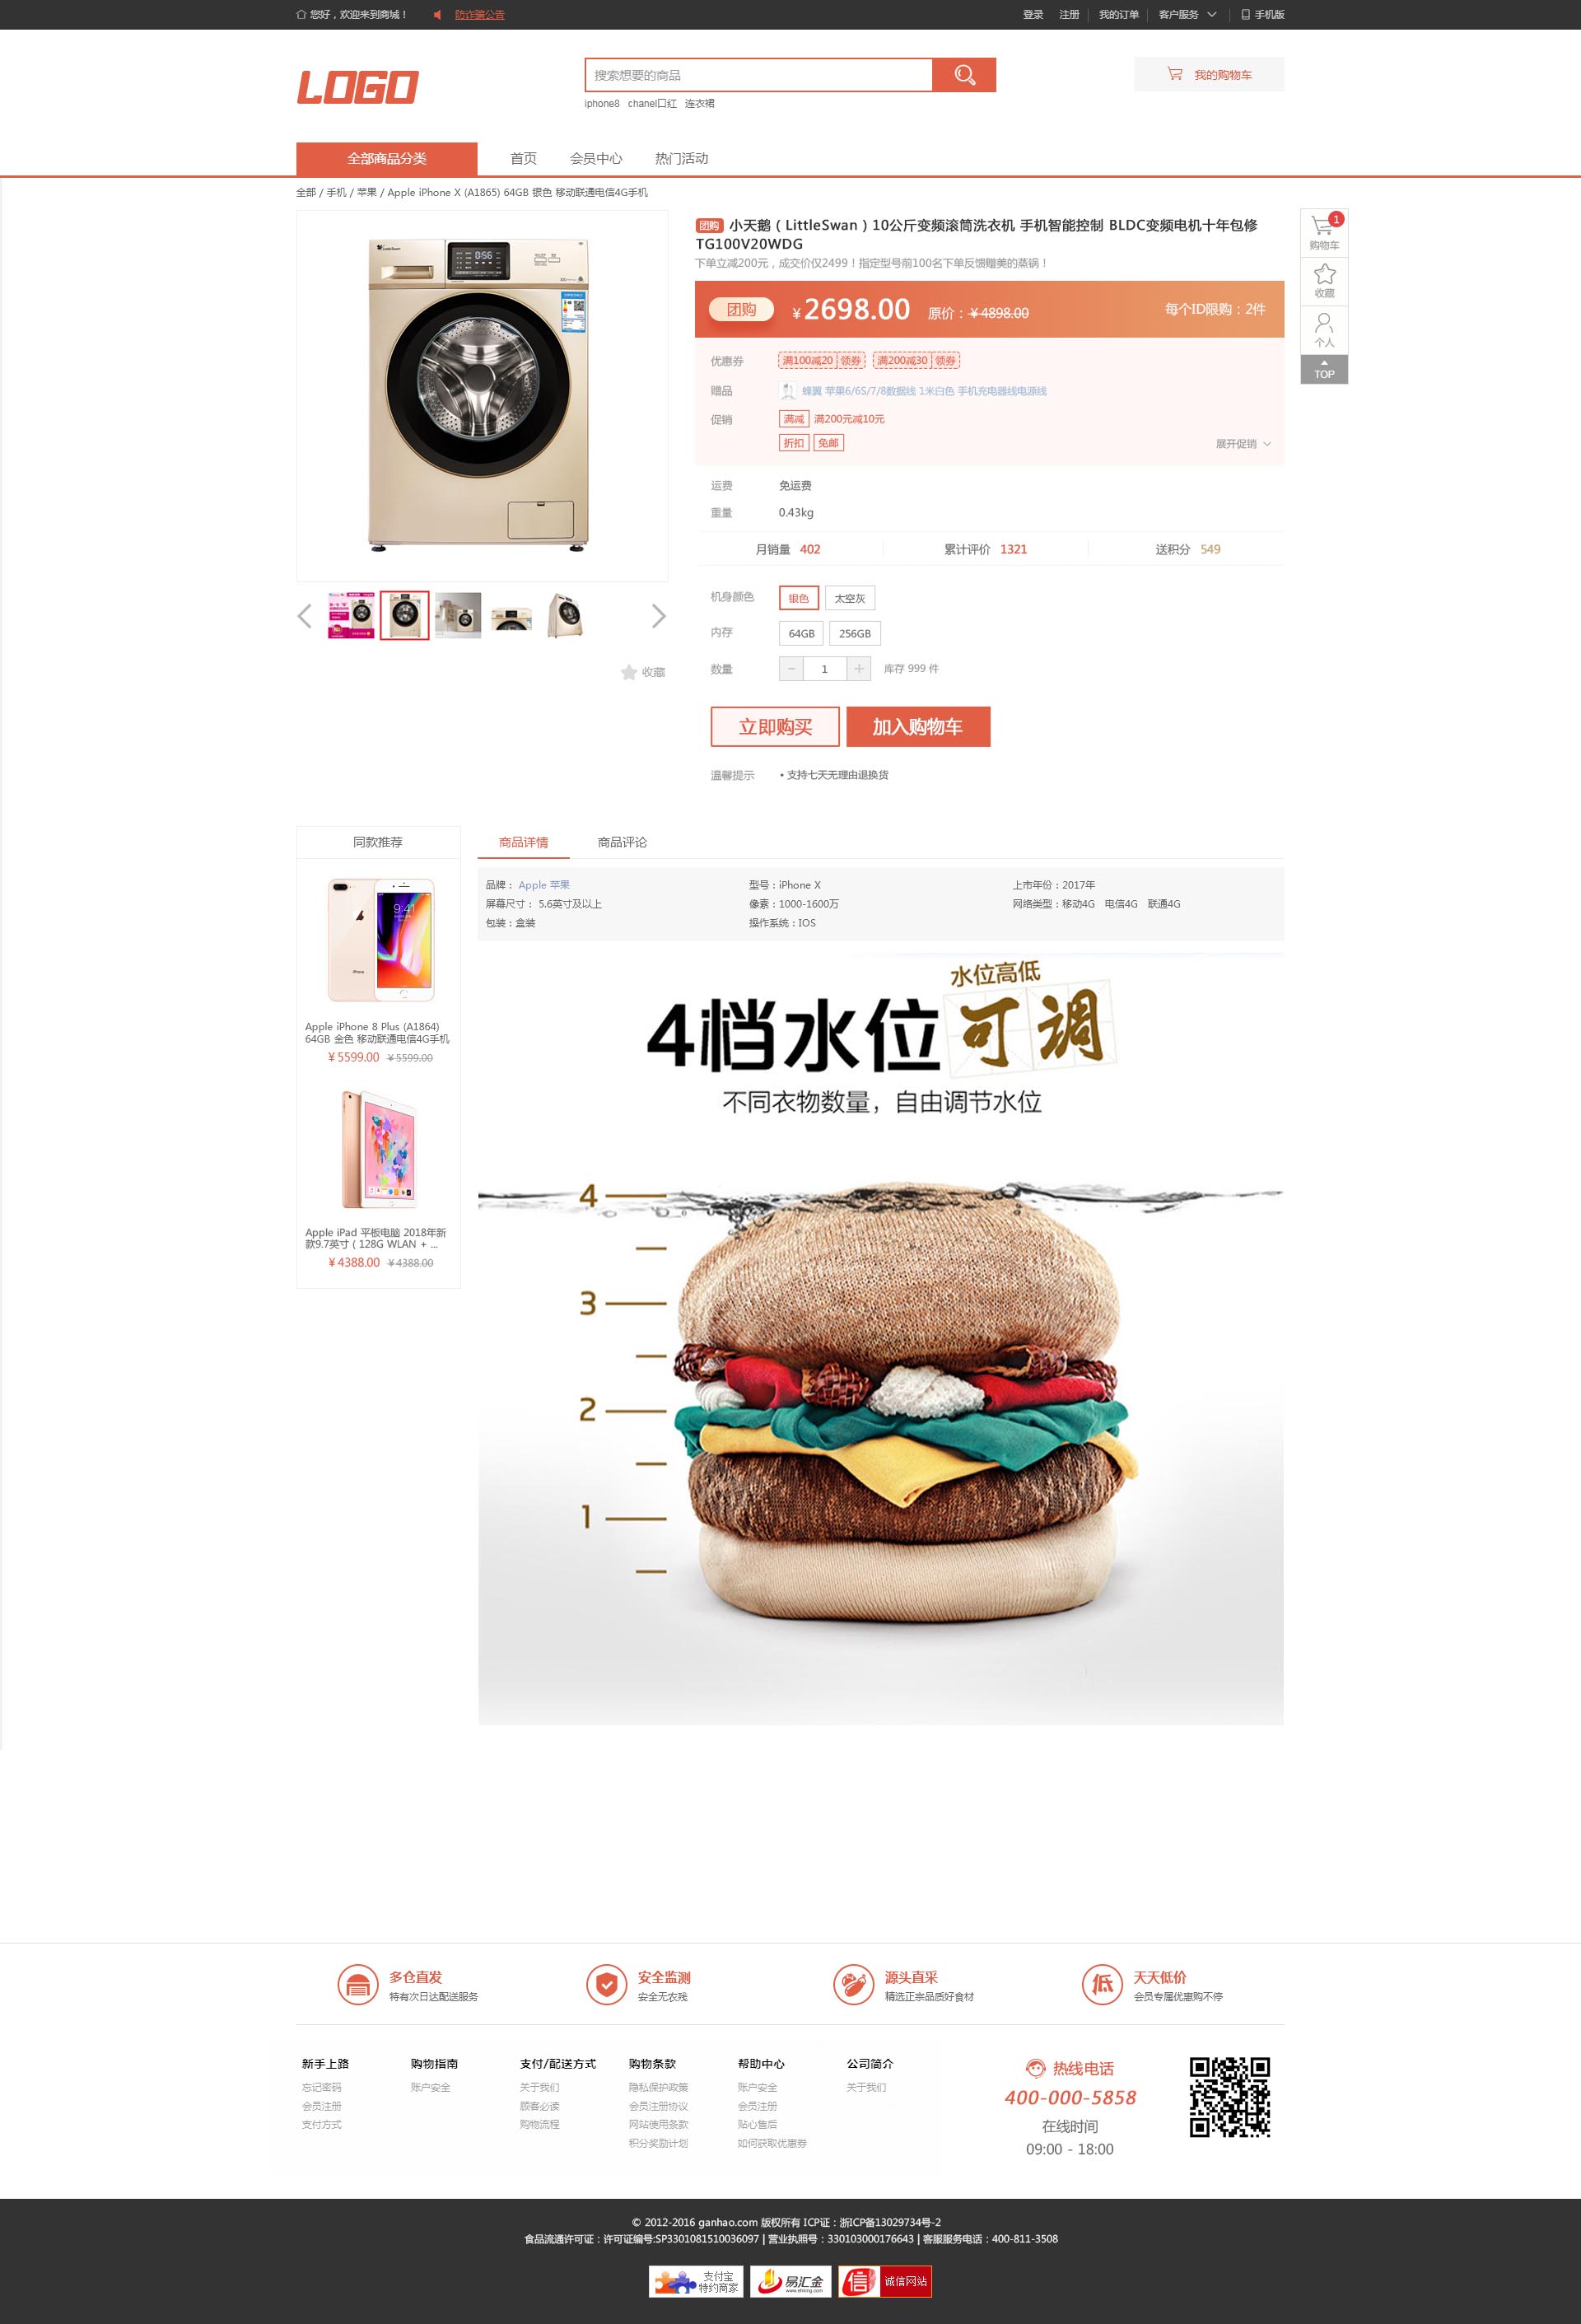 您好，欢迎来到商城！ 防诈骗公告 登录 注册 我的订单 客户服务 手机版
LOGO
搜索想要的商品
我的购物车
iphone8 chanel口红 连衣裙
全部商品分类 首页 会员中心 热门活动
全部 / 手机 / 苹果 / Apple iPhone X (A1865) 64GB 银色 移动联通电信4G手机
团购 小天鹅（LittleSwan）10公斤变频滚筒洗衣机 手机智能控制 BLDC变频电机十年包修
TG100V20WDG
下单立减200元，成交价仅2499！指定型号前100名下单反馈赠美的蒸锅！
团购 ¥2698.00 原价：¥4898.00 每个ID限购：2件
优惠券 满100减20 领券 满200减30 领券
赠品 蜂翼 苹果6/6S/7/8数据线 1米白色 手机充电器线电源线
促销 满减 满200元减10元
折扣 免邮 展开促销
运费 免运费
重量 0.43kg
月销量 402 累计评价 1321 送积分 549
机身颜色 银色 太空灰
内存 64GB 256GB
数量 - 1 + 库存 999 件
收藏
立即购买 加入购物车
温馨提示 • 支持七天无理由退换货
1
购物车
收藏
个人
TOP
LittleSwan
0:56
同款推荐
9:41
iPhone
Apple iPhone 8 Plus (A1864)
64GB 金色 移动联通电信4G手机
¥5599.00 ¥5599.00
Apple iPad 平板电脑 2018年新
款9.7英寸（128G WLAN + ...
¥4388.00 ¥4388.00
商品详情 商品评论
品牌： Apple 苹果 型号：iPhone X 上市年份：2017年
屏幕尺寸： 5.6英寸及以上 像素：1000-1600万 网络类型：移动4G 电信4G 联通4G
包装：盒装 操作系统：IOS
水位高低
4档水位可调
不同衣物数量，自由调节水位
4
3
2
1
多仓直发
特有次日达配送服务
安全监测
安全无农残
源头直采
精选正宗品质好食材
低
天天低价
会员专属优惠购不停
新手上路
忘记密码
会员注册
支付方式
购物指南
账户安全
支付/配送方式
关于我们
顾客必读
购物流程
购物条款
隐私保护政策
会员注册协议
网站使用条款
积分奖励计划
帮助中心
账户安全
会员注册
贴心售后
如何获取优惠券
公司简介
关于我们
热线电话
400-000-5858
在线时间
09:00 - 18:00
© 2012-2016 ganhao.com 版权所有 ICP证：浙ICP备13029734号-2
食品流通许可证：许可证编号:SP3301081510036097 | 营业执照号：330103000176643 | 客服服务电话：400-811-3508
支付宝
特约商家
易汇金
信 诚信网站